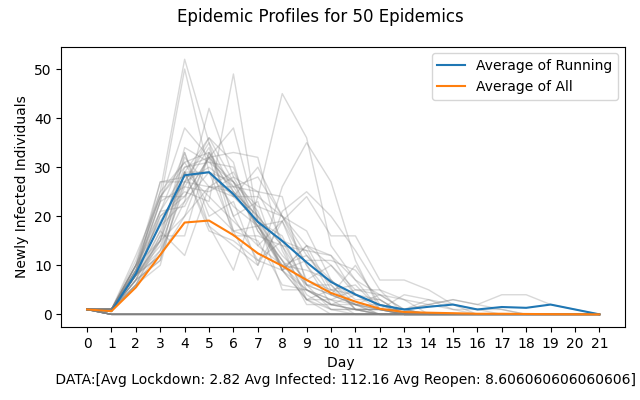 Epidemic Profiles for 50 Epidemics
Average of Running
Average of All
Newly Infected Individuals
50
40
30
20
10
0
0 1 2 3 4 5 6 7 8 9 10 11 12 13 14 15 16 17 18 19 20 21
Day
DATA:[Avg Lockdown: 2.82 Avg Infected: 112.16 Avg Reopen: 8.606060606060606]